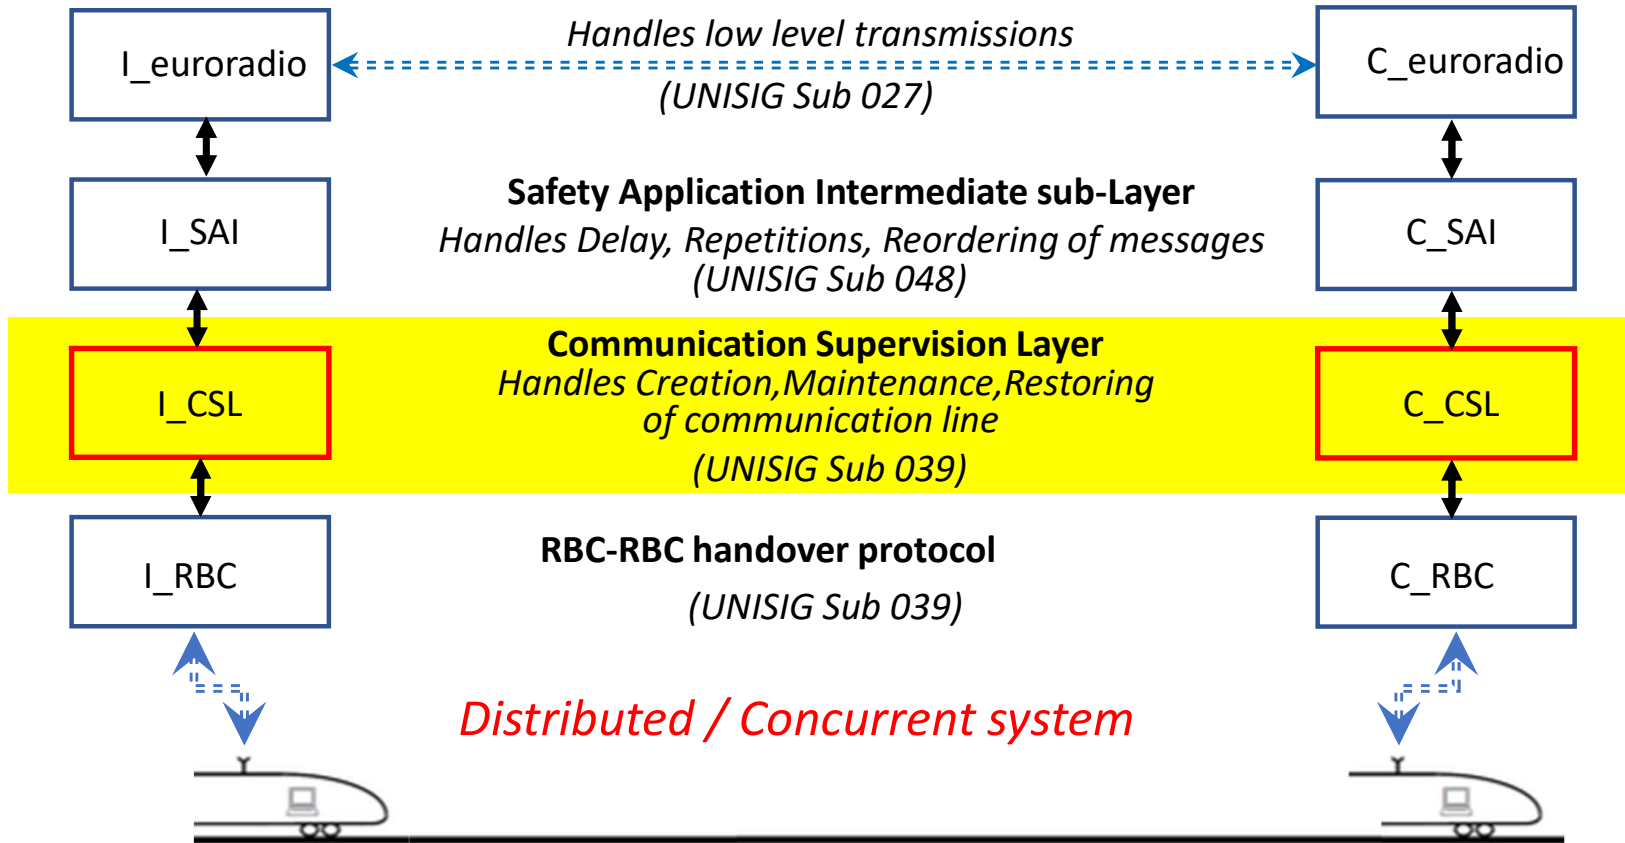 I_euroradio
Handles low level transmissions
(UNISIG Sub 027)
C_euroradio
I_SAI
Safety Application Intermediate sub-Layer
Handles Delay, Repetitions, Reordering of messages
(UNISIG Sub 048)
C_SAI
I_CSL
Communication Supervision Layer
Handles Creation,Maintenance,Restoring
of communication line
(UNISIG Sub 039)
C_CSL
I_RBC
RBC-RBC handover protocol
(UNISIG Sub 039)
C_RBC
Distributed / Concurrent system